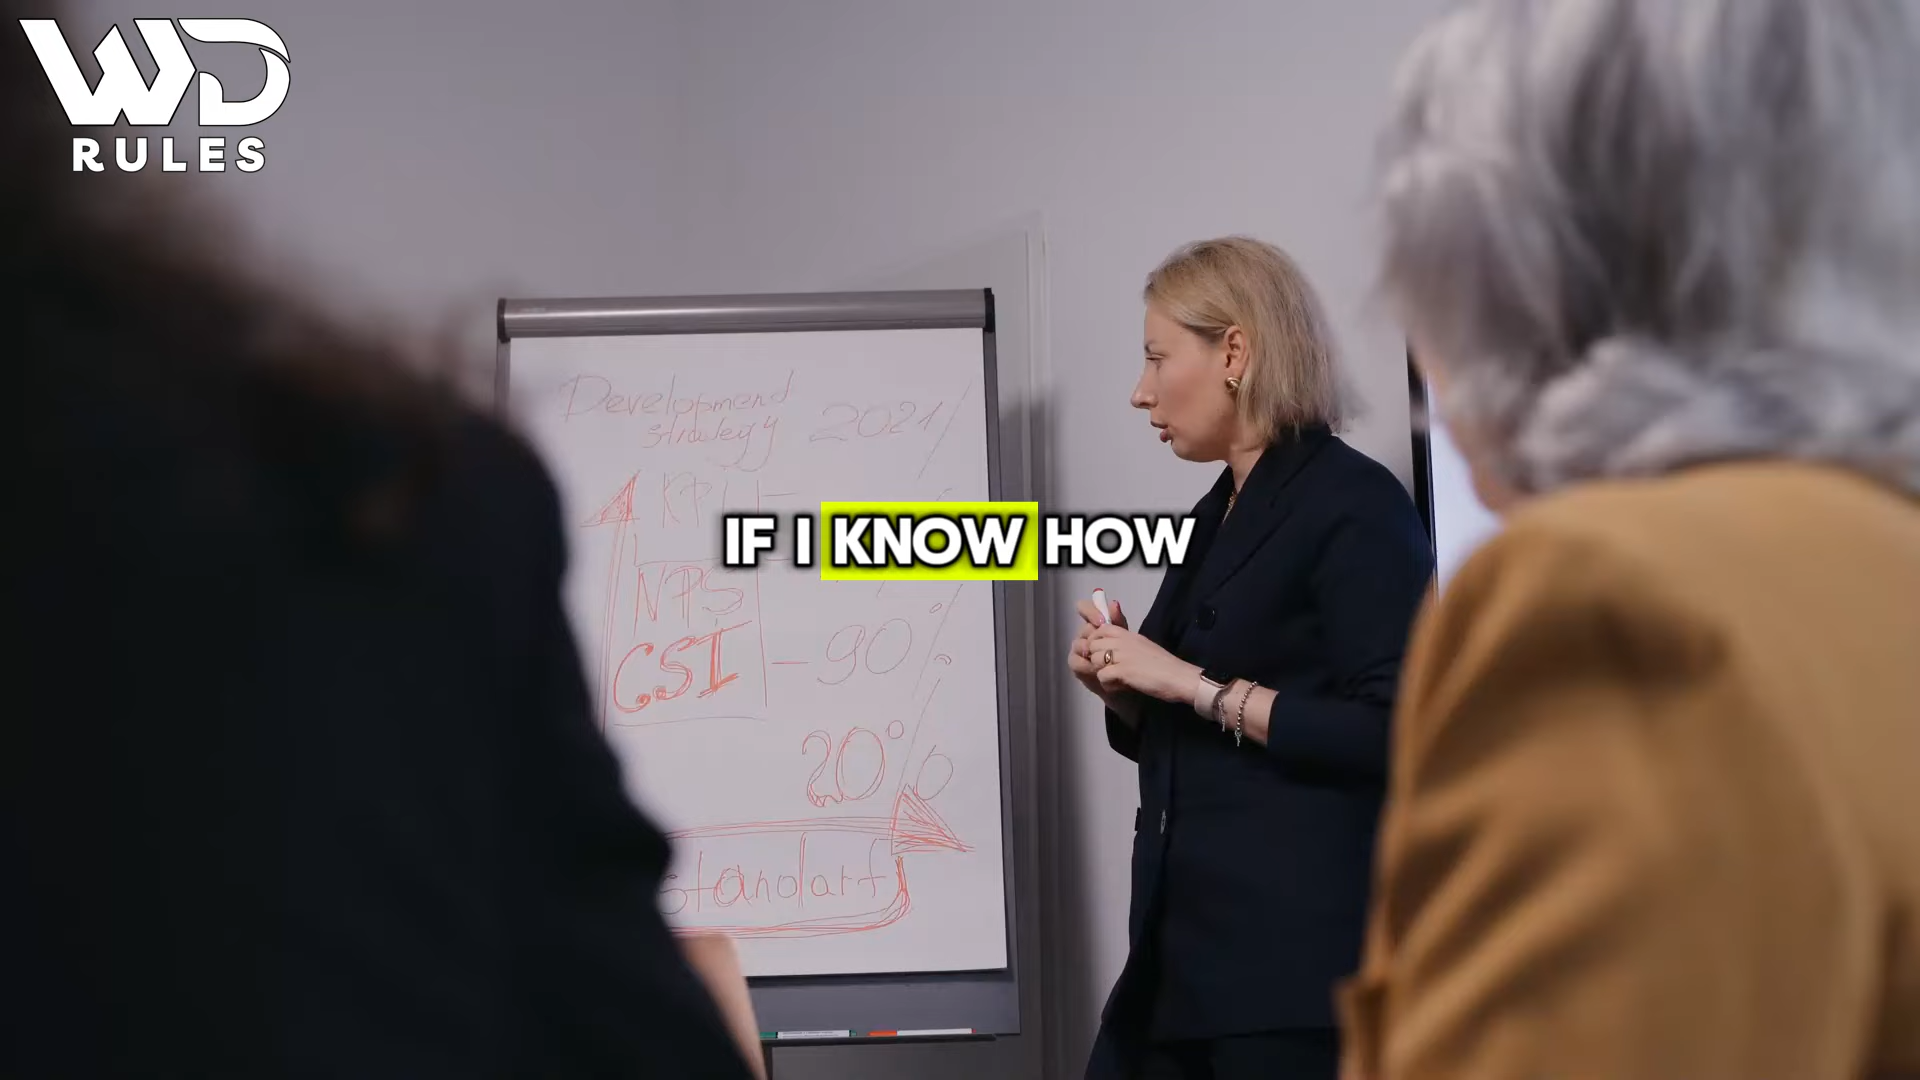 WD
RULES
Development
strategy 2021
KPI
IF I KNOW HOW
NPS
CSI – 90%
20%
standart